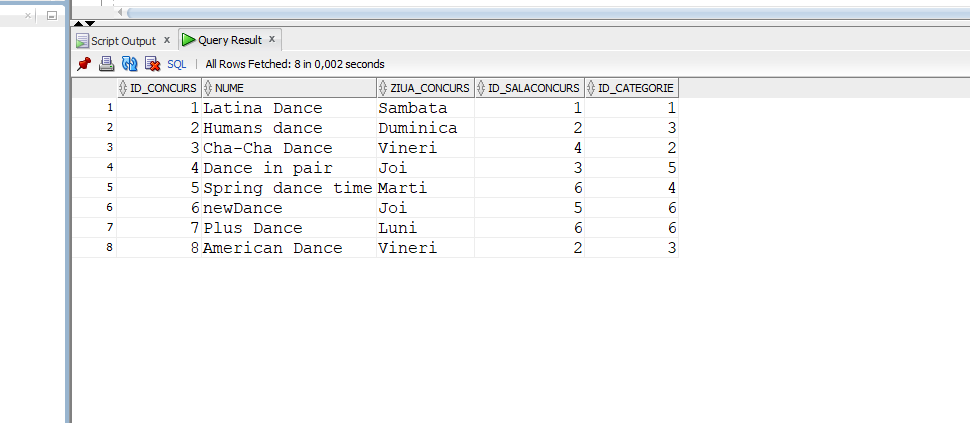 Script Output x Query Result x
SQL | All Rows Fetched: 8 in 0,002 seconds
ID_CONCURS NUME ZIUA_CONCURS ID_SALACONCURS ID_CATEGORIE
1 1 Latina Dance Sambata 1 1
2 2 Humans dance Duminica 2 3
3 3 Cha-Cha Dance Vineri 4 2
4 4 Dance in pair Joi 3 5
5 5 Spring dance time Marti 6 4
6 6 newDance Joi 5 6
7 7 Plus Dance Luni 6 6
8 8 American Dance Vineri 2 3